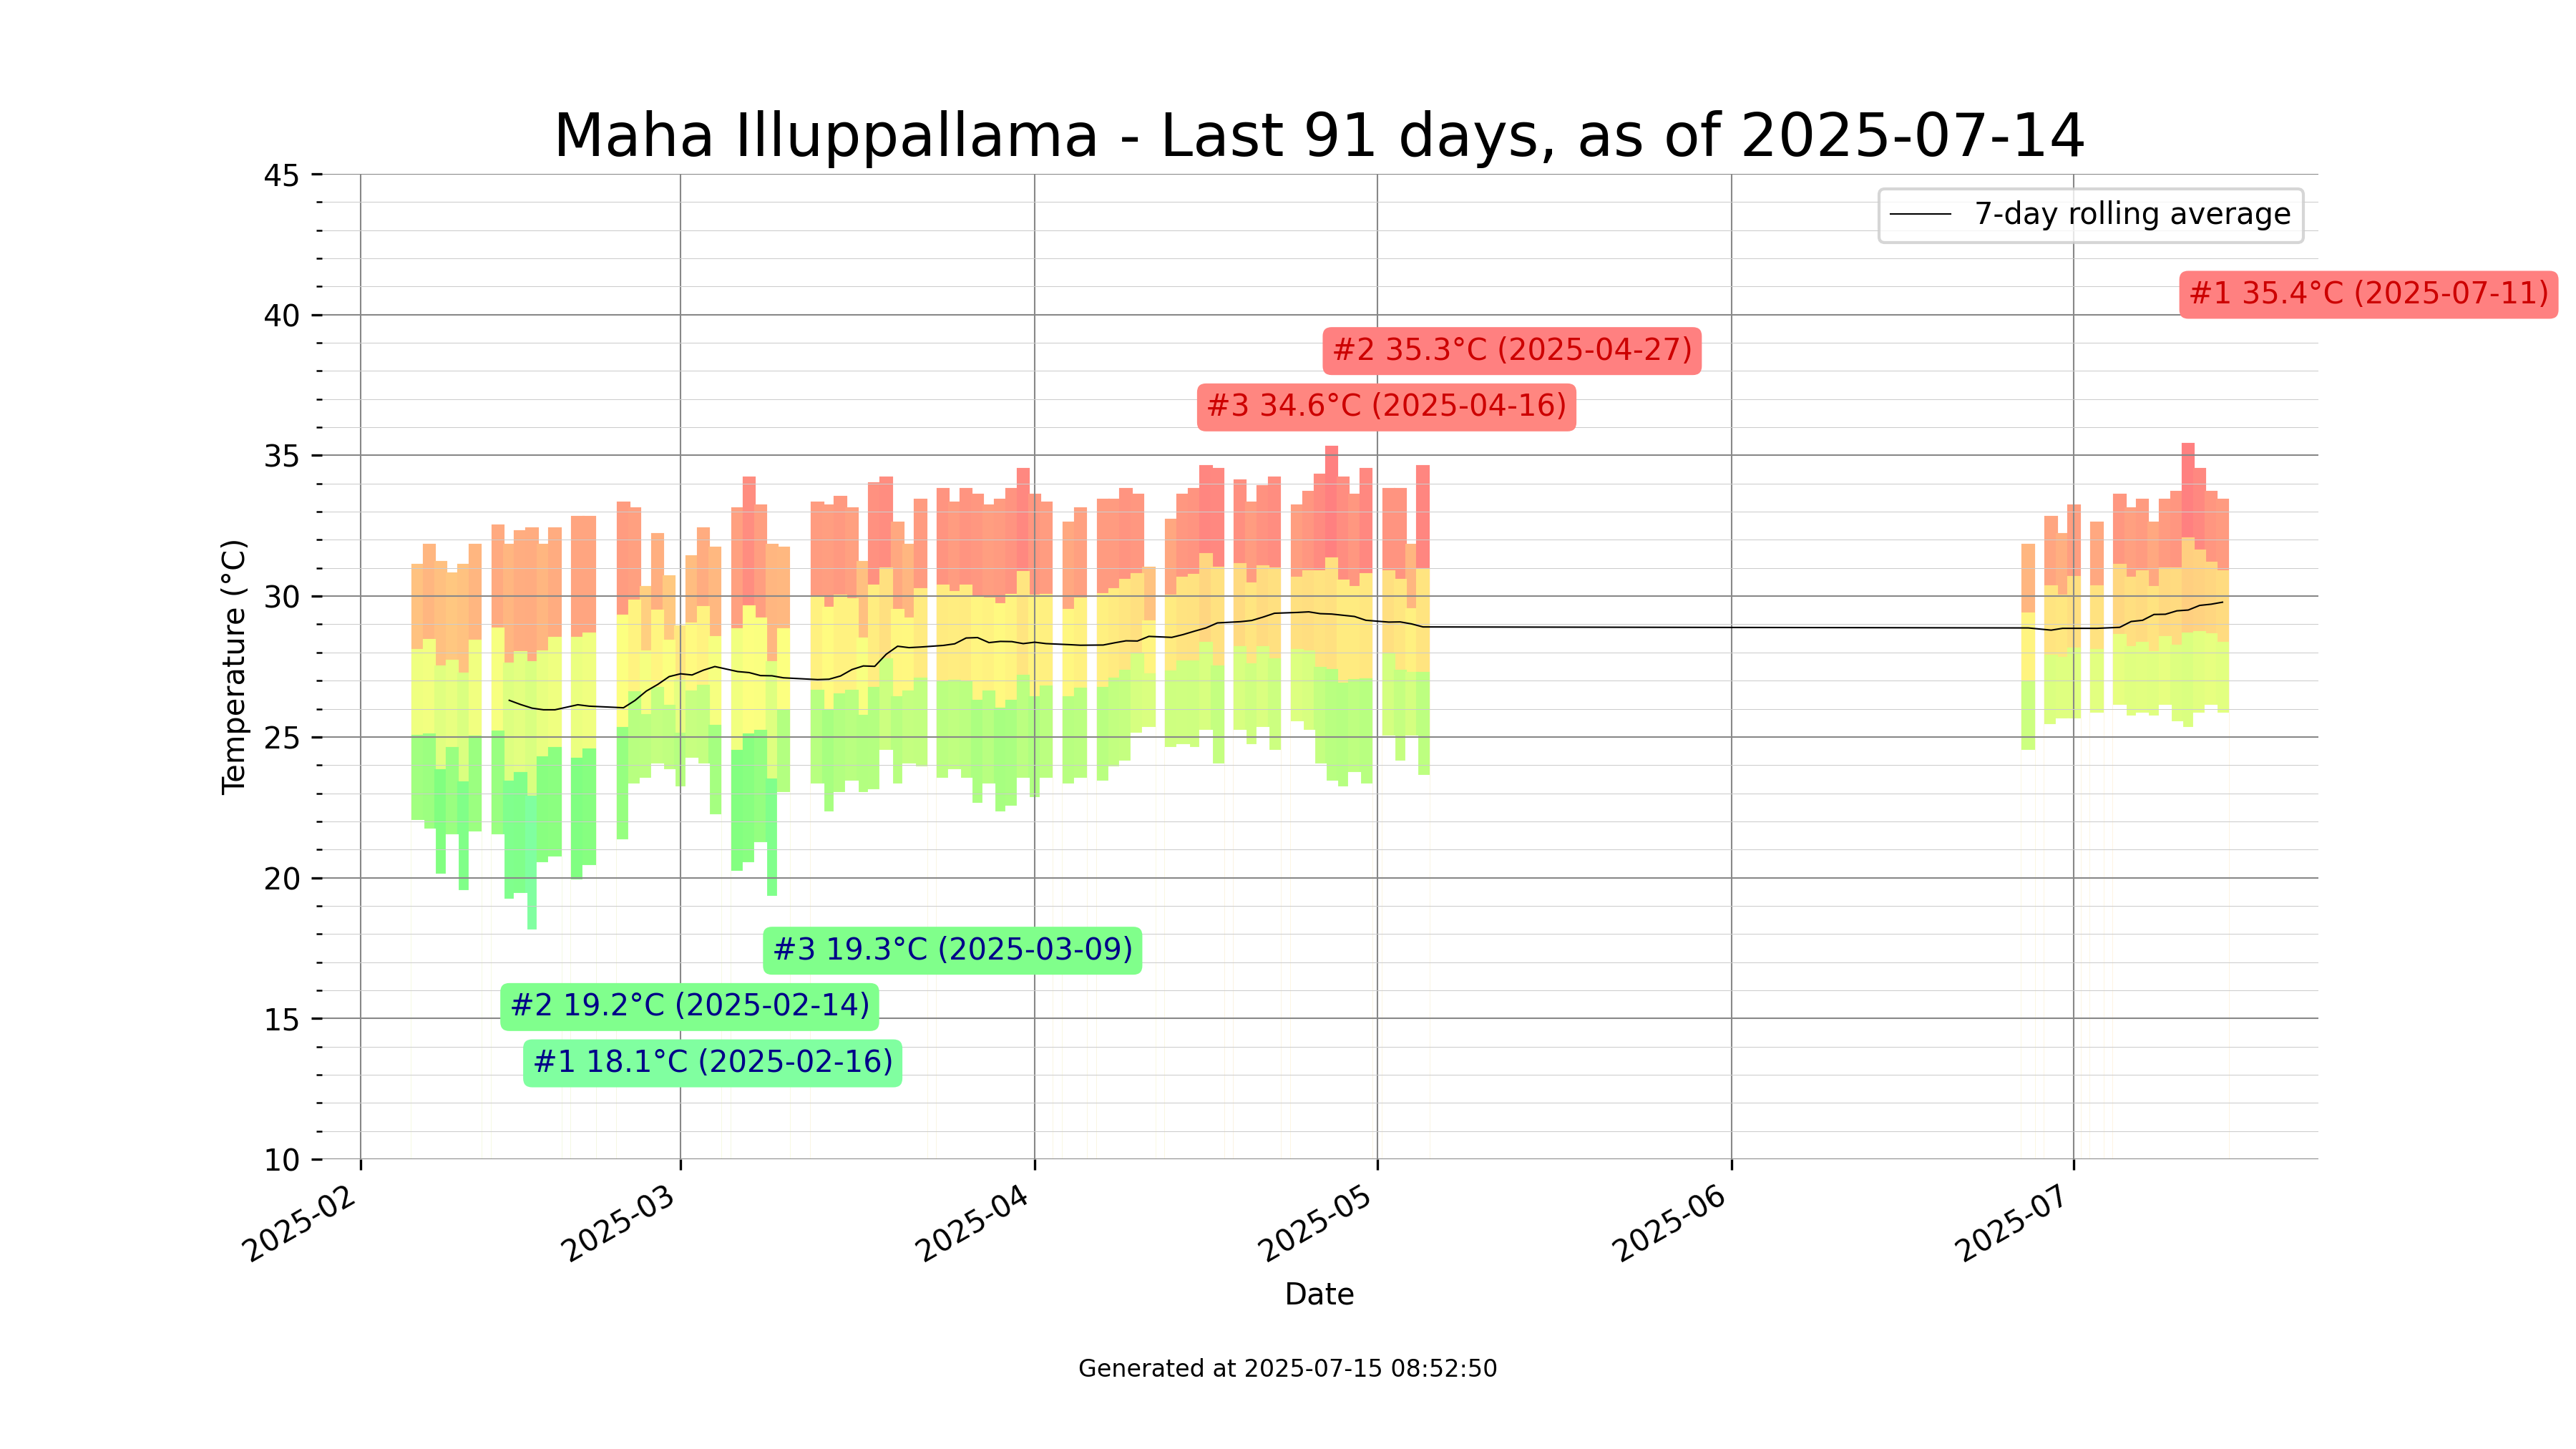 Maha Illuppallama - Last 91 days, as of 2025-07-14
45
40
35
30
25
20
15
10
Temperature (°C)
7-day rolling average
#1 35.4°C (2025-07-11)
#2 35.3°C (2025-04-27)
#3 34.6°C (2025-04-16)
#3 19.3°C (2025-03-09)
#2 19.2°C (2025-02-14)
#1 18.1°C (2025-02-16)
2025-02
2025-03
2025-04
2025-05
2025-06
2025-07
Date
Generated at 2025-07-15 08:52:50